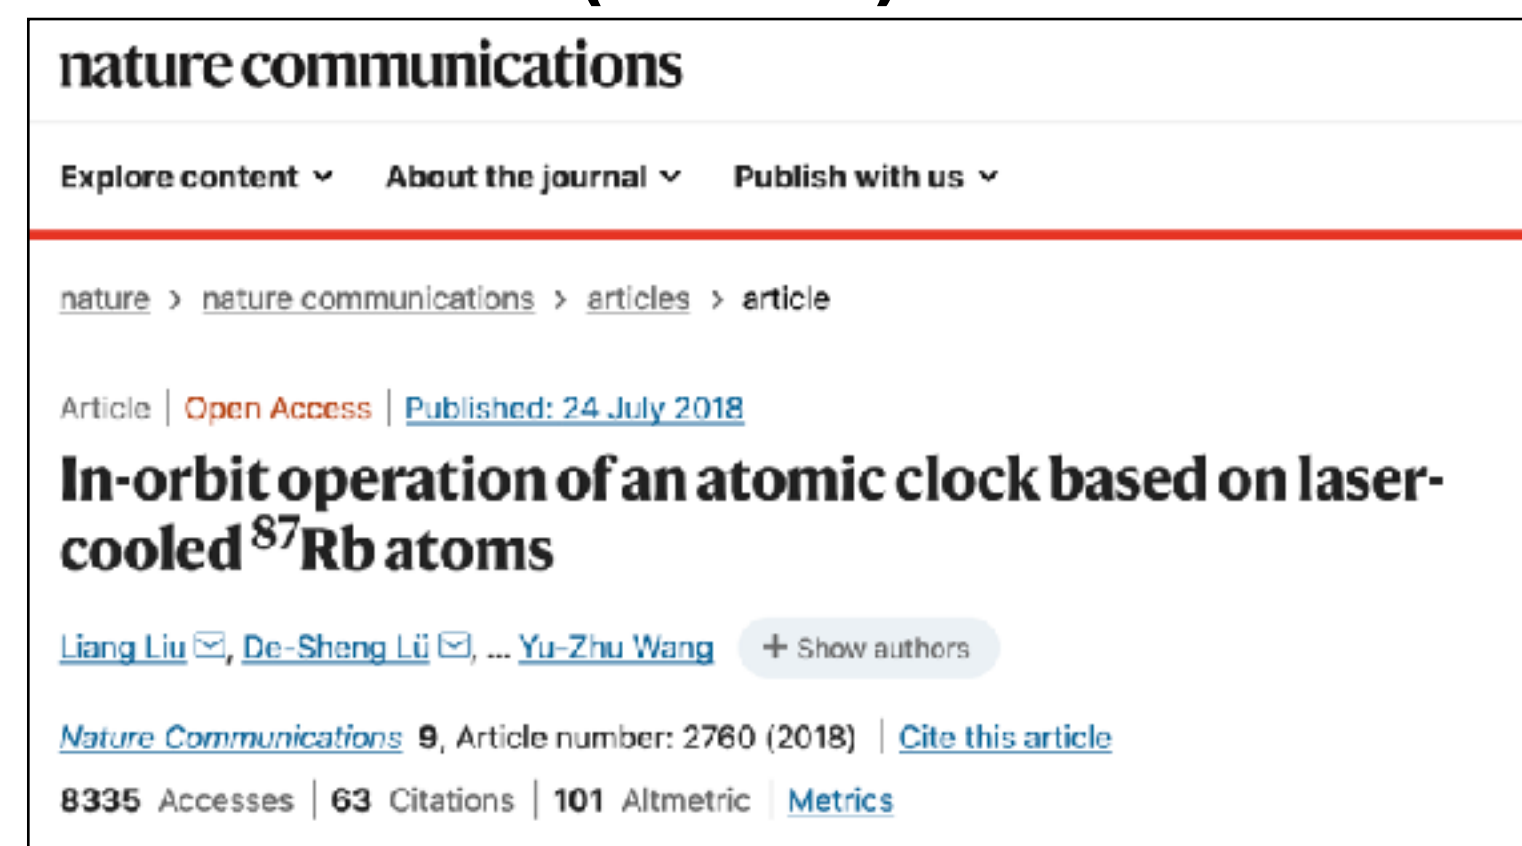 nature communications
Explore content About the journal Publish with us
nature > nature communications > articles > article
Article | Open Access | Published: 24 July 2018
In-orbit operation of an atomic clock based on laser-
cooled ⁸⁷Rb atoms
Liang Liu, De-Sheng Lü, ... Yu-Zhu Wang + Show authors
Nature Communications 9, Article number: 2760 (2018) | Cite this article
8335 Accesses | 63 Citations | 101 Altmetric | Metrics